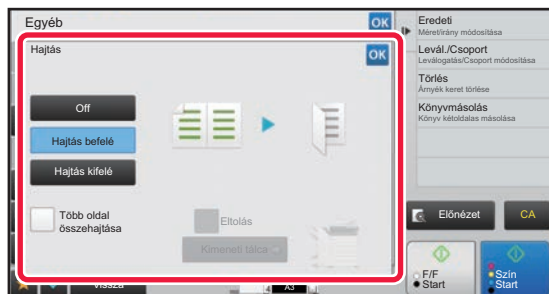 Egyéb
OK
Hajtás
OK
Off
Hajtás befelé
Hajtás kifelé
Több oldal
összehajtása
Eltolás
Kimeneti tálca
Vissza
A3
Eredeti
Méret/irány módosítása
Levál./Csoport
Leválogatás/Csoport módosítása
Törlés
Árnyék keret törlése
Könyvmásolás
Könyv kétoldalas másolása
Előnézet
CA
F/F
Start
Szín
Start